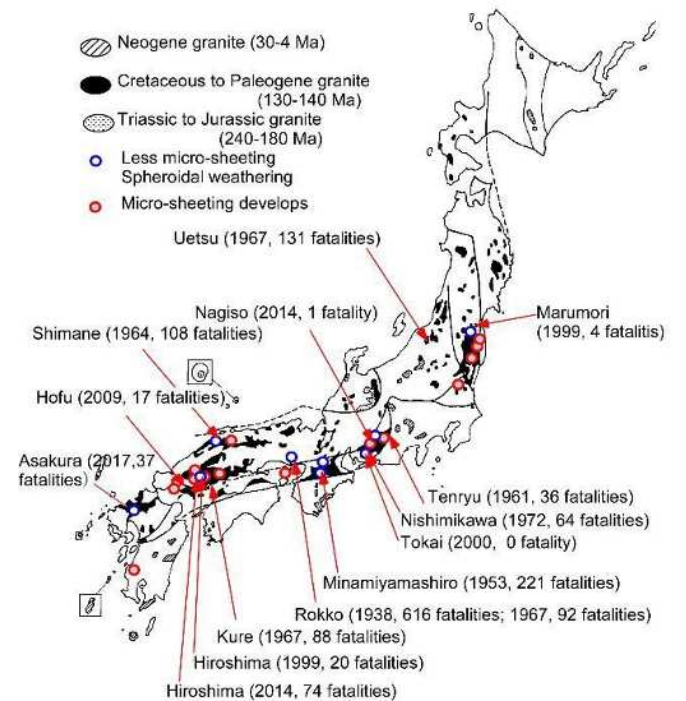 Neogene granite (30-4 Ma)
Cretaceous to Paleogene granite
(130-140 Ma)
Triassic to Jurassic granite
(240-180 Ma)
Less micro-sheeting
Spheroidal weathering
Micro-sheeting develops
Uetsu (1967, 131 fatalities)
Nagiso (2014, 1 fatality)
Marumori
(1999, 4 fatalitis)
Shimane (1964, 108 fatalities)
Hofu (2009, 17 fatalities)
Asakura (2017,37
fatalities)
Tenryu (1961, 36 fatalities)
Nishimikawa (1972, 64 fatalities)
Tokai (2000, 0 fatality)
Minamiyamashiro (1953, 221 fatalities)
Rokko (1938, 616 fatalities; 1967, 92 fatalities)
Kure (1967, 88 fatalities)
Hiroshima (1999, 20 fatalities)
Hiroshima (2014, 74 fatalities)